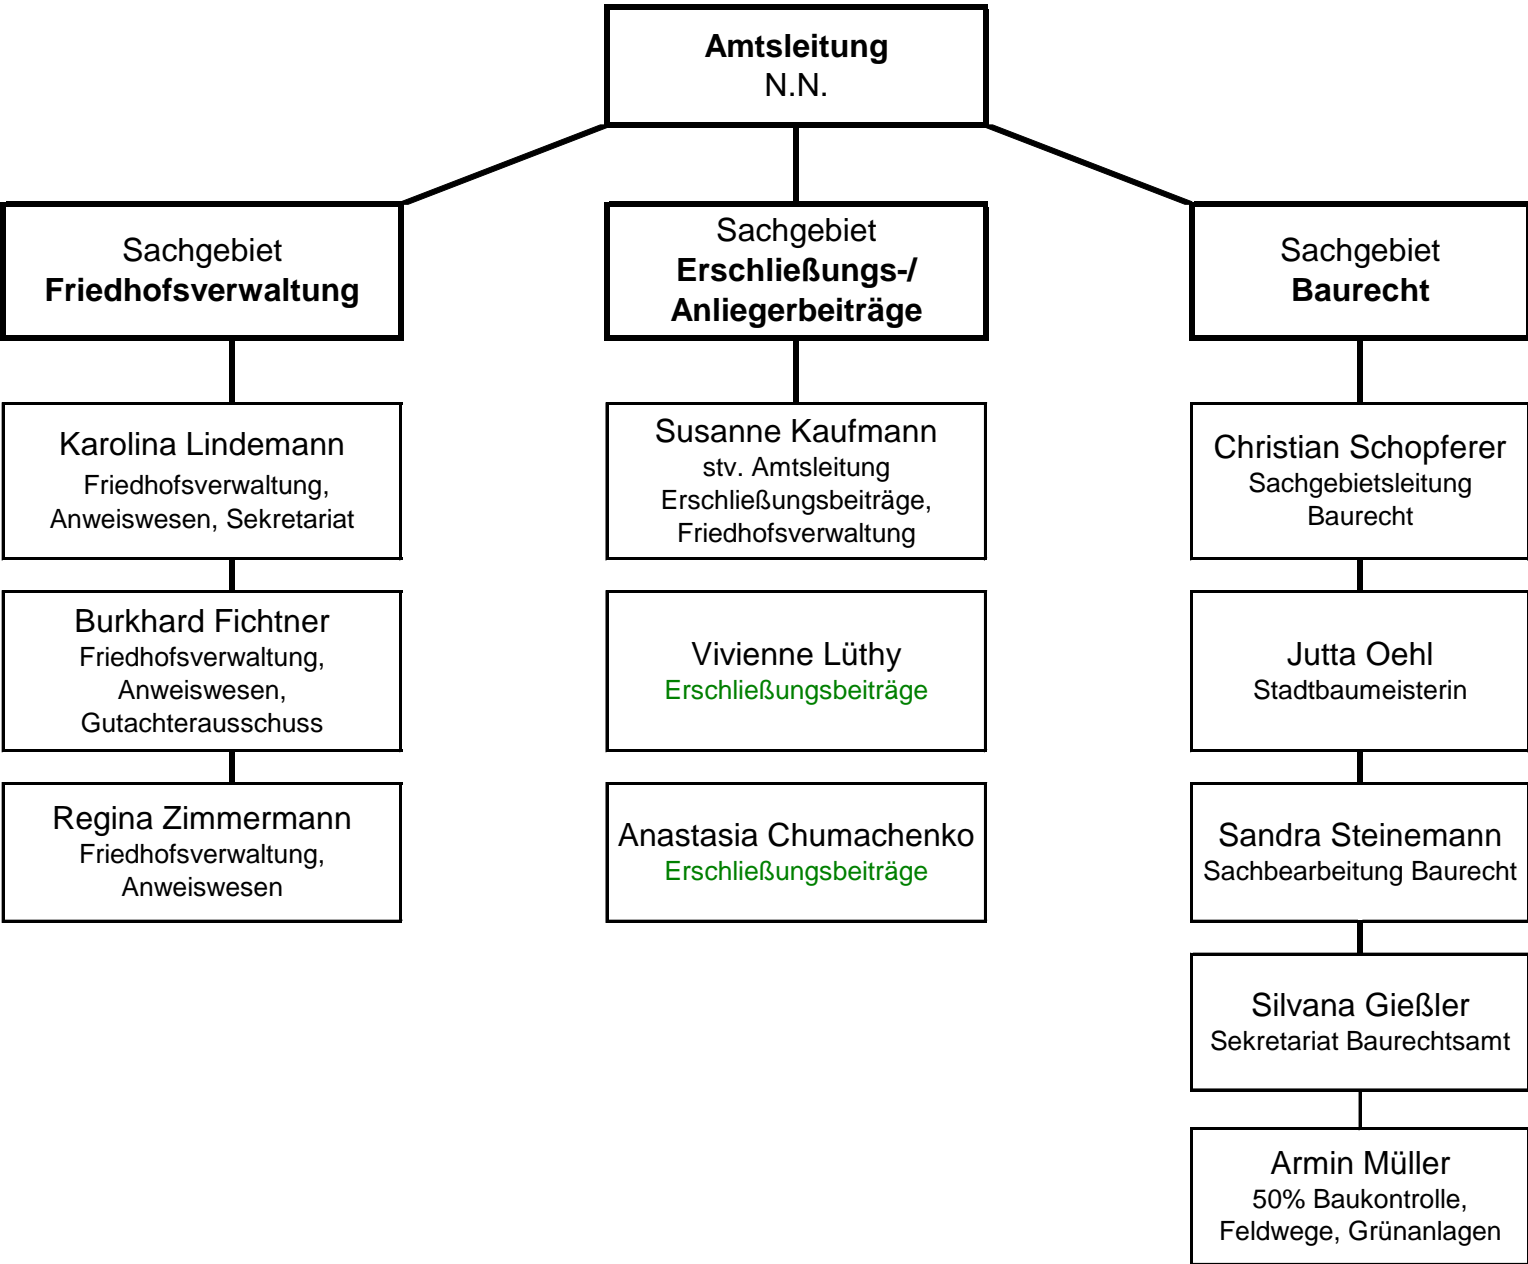 Amtsleitung
N.N.
Sachgebiet
Friedhofsverwaltung
Sachgebiet
Erschließungs-/
Anliegerbeiträge
Sachgebiet
Baurecht
Karolina Lindemann
Friedhofsverwaltung,
Anweiswesen, Sekretariat
Susanne Kaufmann
stv. Amtsleitung
Erschließungsbeiträge,
Friedhofsverwaltung
Christian Schopferer
Sachgebietsleitung
Baurecht
Burkhard Fichtner
Friedhofsverwaltung,
Anweiswesen,
Gutachterausschuss
Vivienne Lüthy
Erschließungsbeiträge
Jutta Oehl
Stadtbaumeisterin
Regina Zimmermann
Friedhofsverwaltung,
Anweiswesen
Anastasia Chumachenko
Erschließungsbeiträge
Sandra Steinemann
Sachbearbeitung Baurecht
Silvana Gießler
Sekretariat Baurechtsamt
Armin Müller
50% Baukontrolle,
Feldwege, Grünanlagen